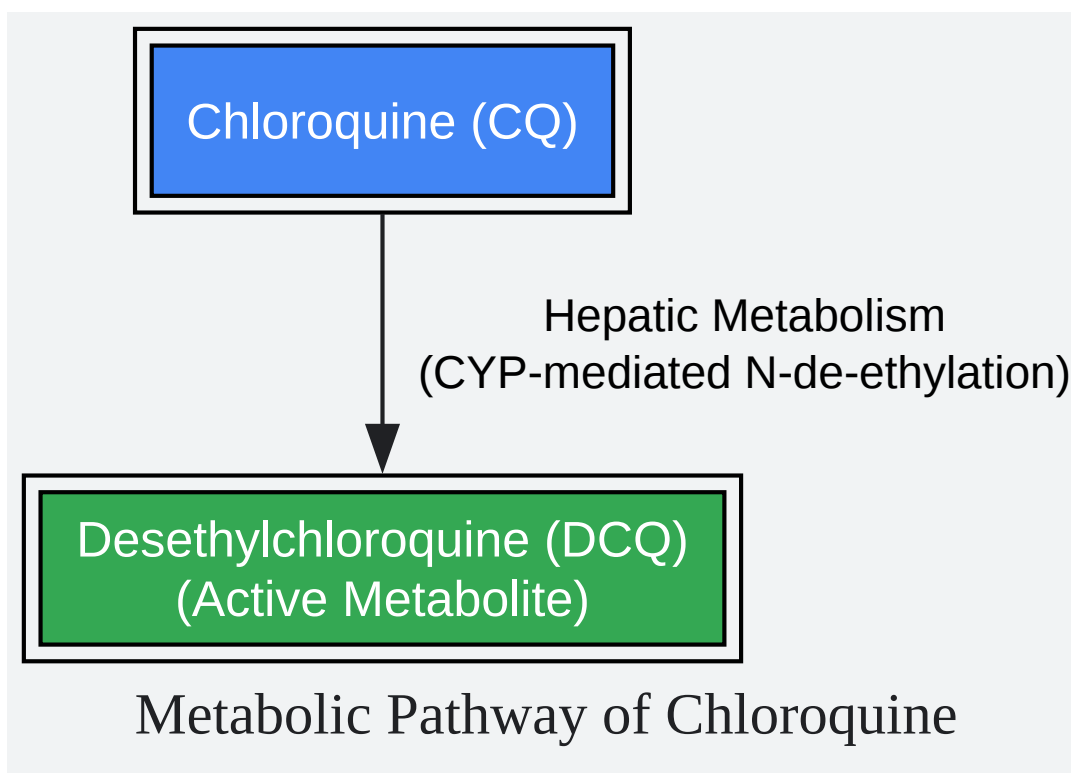 Chloroquine (CQ)
Hepatic Metabolism
(CYP-mediated N-de-ethylation)
Desethylchloroquine (DCQ)
(Active Metabolite)
Metabolic Pathway of Chloroquine